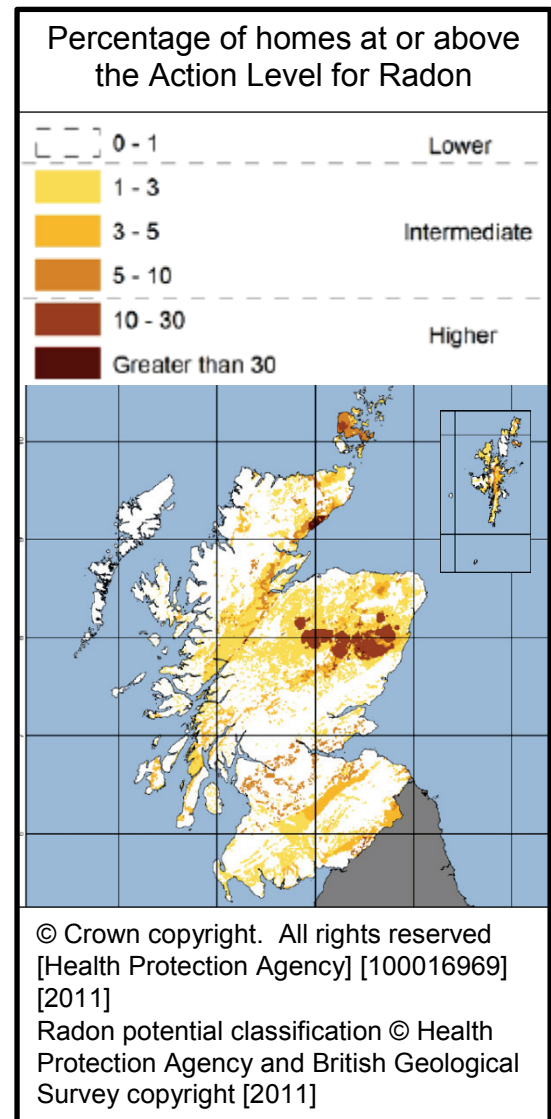 Percentage of homes at or above
the Action Level for Radon
0 - 1 Lower
1 - 3
3 - 5 Intermediate
5 - 10
10 - 30 Higher
Greater than 30
© Crown copyright. All rights reserved
[Health Protection Agency] [100016969]
[2011]
Radon potential classification © Health
Protection Agency and British Geological
Survey copyright [2011]